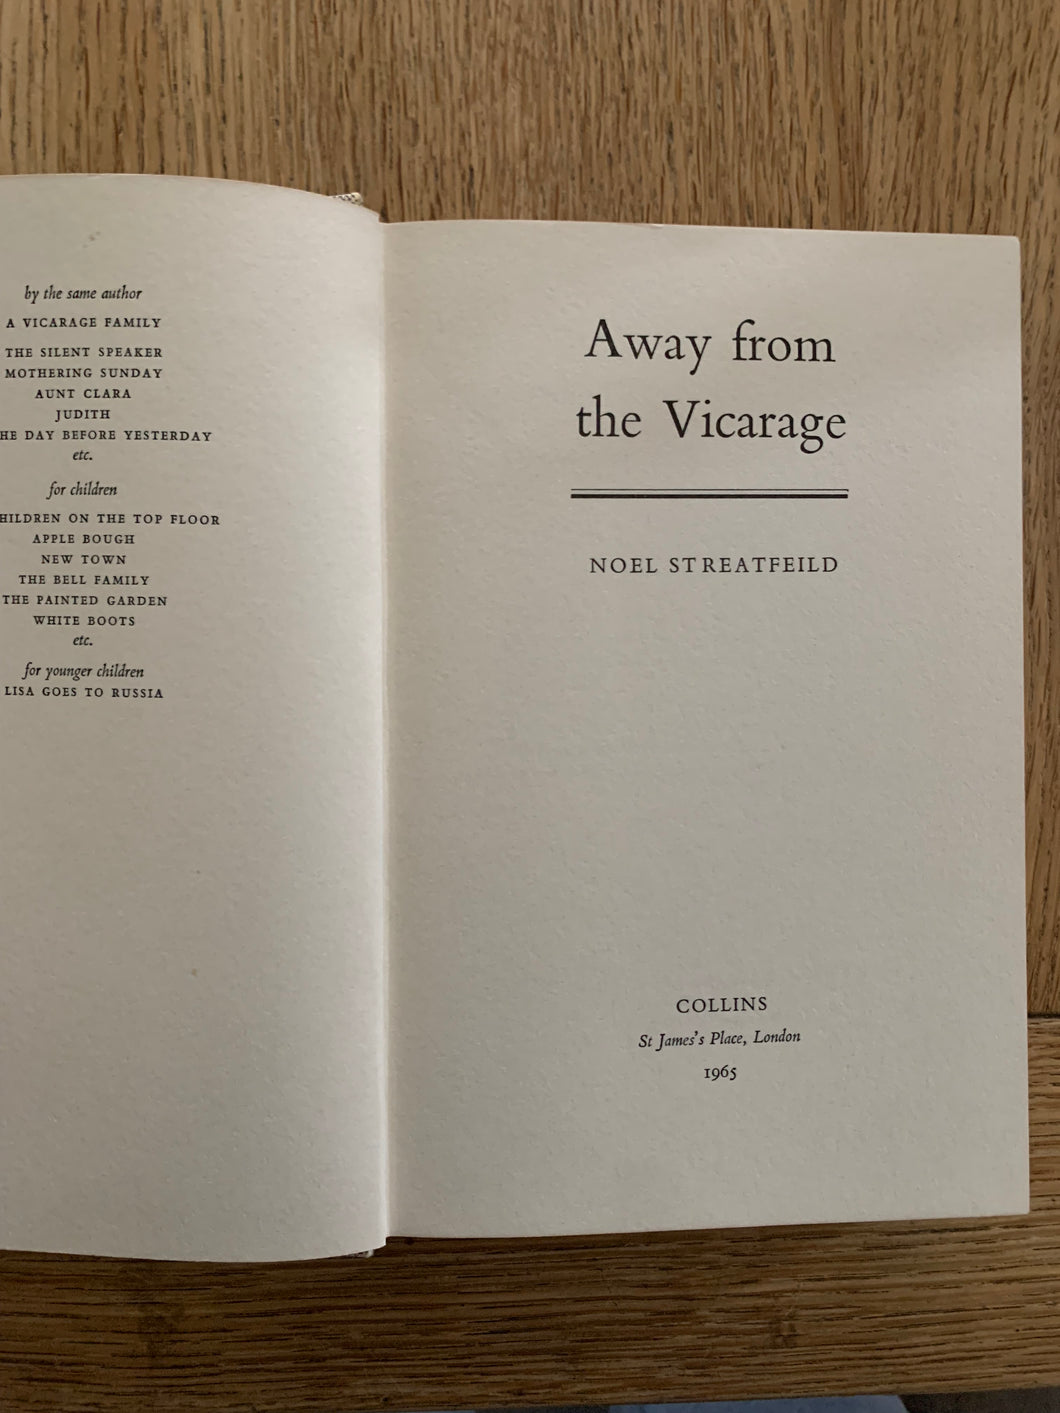 by the same author
A VICARAGE FAMILY
THE SILENT SPEAKER
MOTHERING SUNDAY
AUNT CLARA
JUDITH
HE DAY BEFORE YESTERDAY
etc.
for children
HILDREN ON THE TOP FLOOR
APPLE BOUGH
NEW TOWN
THE BELL FAMILY
THE PAINTED GARDEN
WHITE BOOTS
etc.
for younger children
LISA GOES TO RUSSIA
Away from
the Vicarage
NOEL STREATFEILD
COLLINS
St James's Place, London
1965